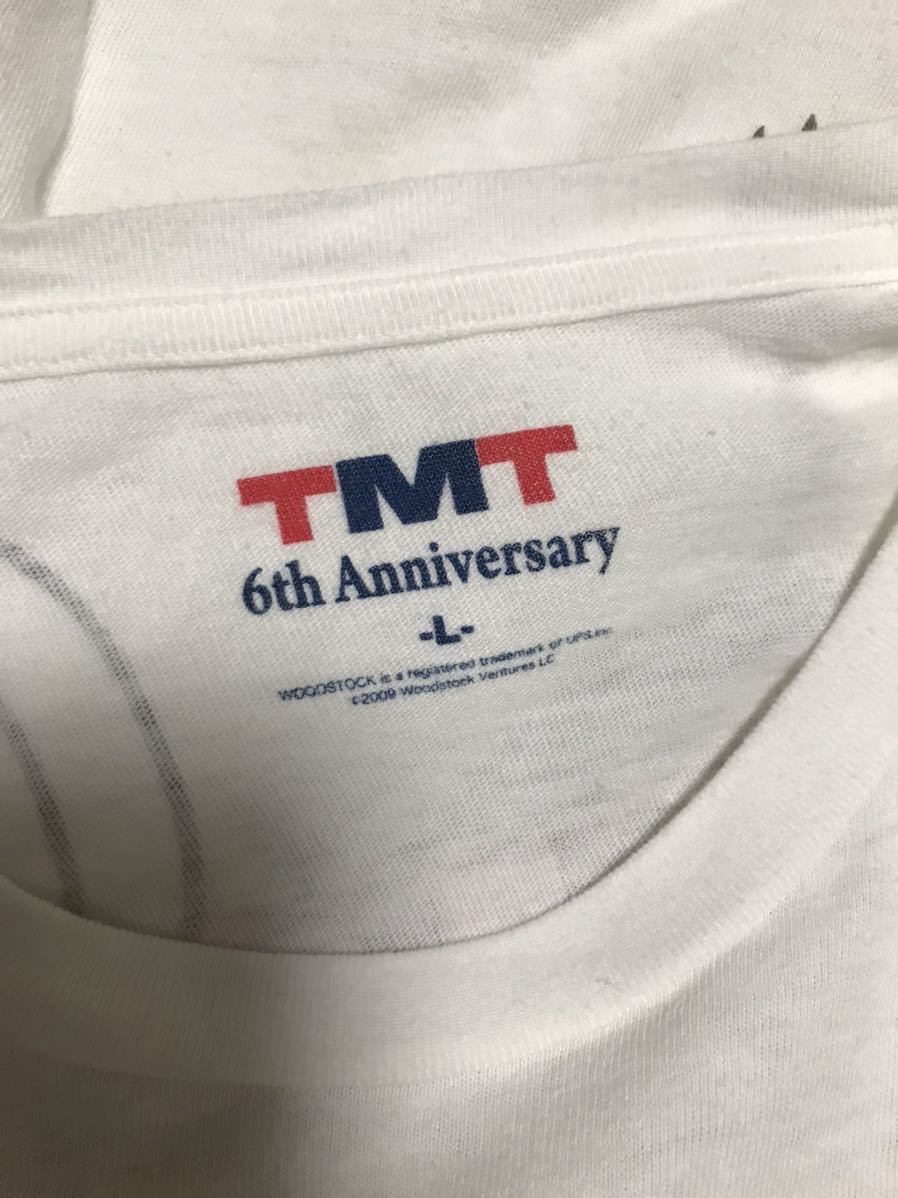 TMT
6th Anniversary
-L-
WOODSTOCK is a registered trademark of UFS.inc
©2009 Woodstock Ventures LC